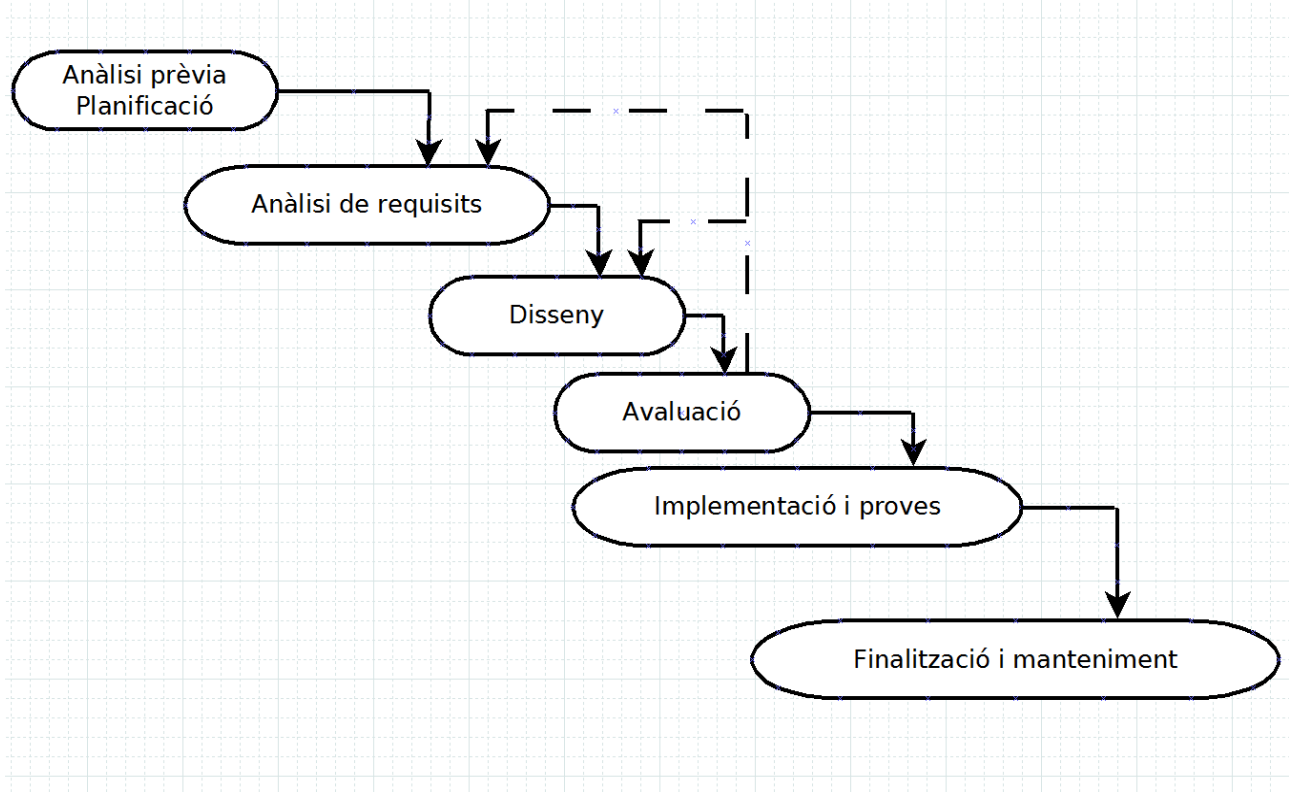 Anàlisi prèvia
Planificació
Anàlisi de requisits
Disseny
Avaluació
Implementació i proves
Finalització i manteniment